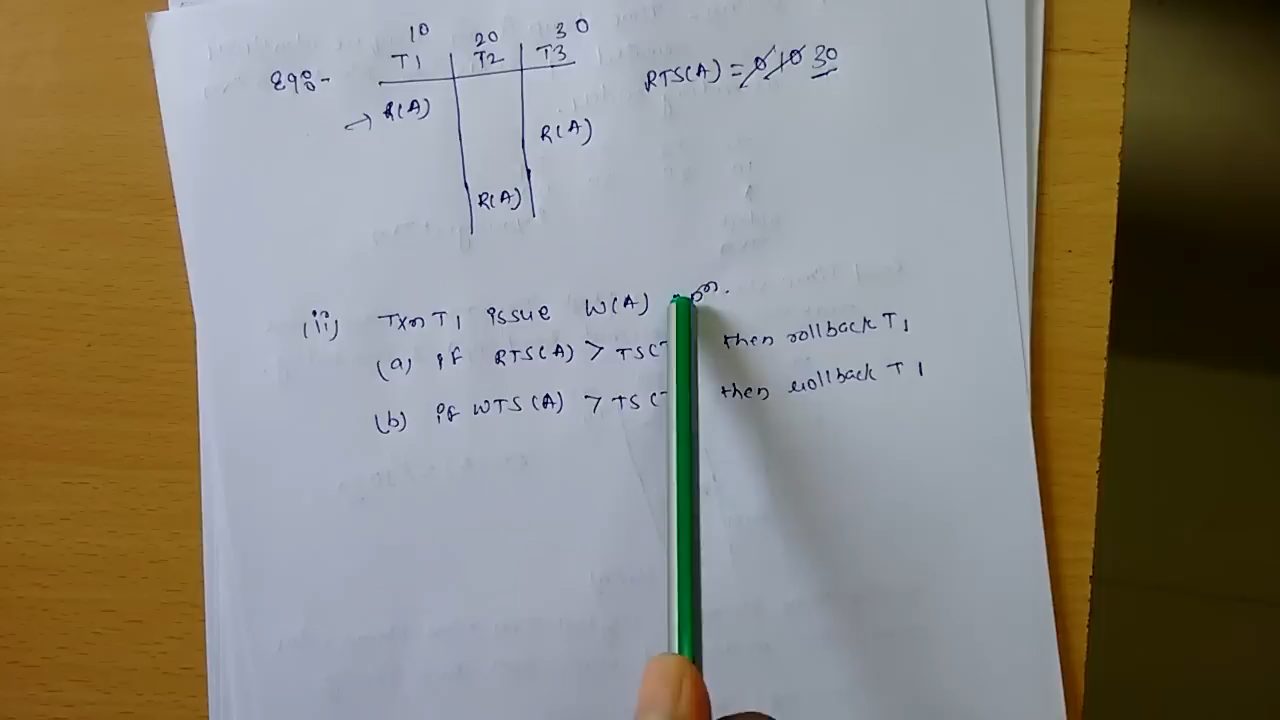 10 20 30
Eg:- T1 T2 T3 RTS(A) = 0 10 30
→ R(A)
R(A)
R(A)
(ii) Txn T1 issue W(A)
(a) if RTS(A) > TS( then rollback T1
(b) if WTS(A) > TS( then rollback T1